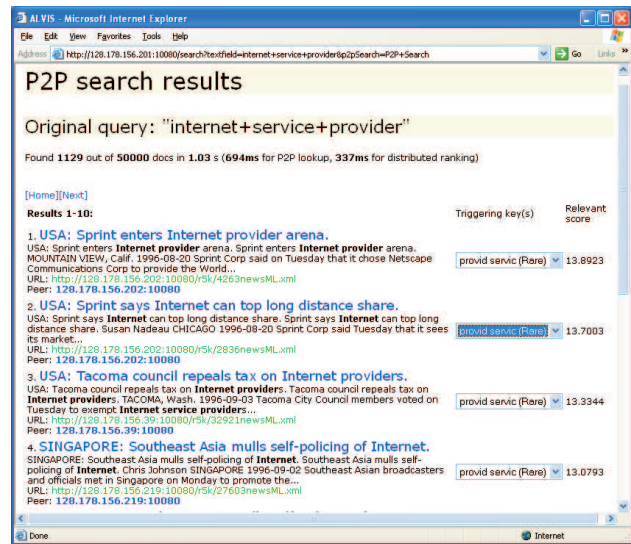 ALVIS - Microsoft Internet Explorer
File Edit View Favorites Tools Help
Address http://128.178.156.201:10080/search?textfield=internet+service+provider&p2pSearch=P2P+Search Go Links »
P2P search results
Original query: "internet+service+provider"
Found 1129 out of 50000 docs in 1.03 s (694ms for P2P lookup, 337ms for distributed ranking)
[Home][Next]
Results 1-10: Triggering key(s) Relevant score
1. USA: Sprint enters Internet provider arena.
USA: Sprint enters Internet provider arena. Sprint enters Internet provider arena.
MOUNTAIN VIEW, Calif. 1996-08-20 Sprint Corp said on Tuesday that it chose Netscape
Communications Corp to provide the World...
provid servic (Rare) 13.8923
URL: http://128.178.156.202:10080/r5k/4263newsML.xml
Peer: 128.178.156.202:10080
2. USA: Sprint says Internet can top long distance share.
USA: Sprint says Internet can top long distance share. Sprint says Internet can top long
distance share. Susan Nadeau CHICAGO 1996-08-20 Sprint Corp said Tuesday that it sees
its market...
provid servic (Rare) 13.7003
URL: http://128.178.156.202:10080/r5k/2836newsML.xml
Peer: 128.178.156.202:10080
3. USA: Tacoma council repeals tax on Internet providers.
USA: Tacoma council repeals tax on Internet providers. Tacoma council repeals tax on
Internet providers. TACOMA, Wash. 1996-09-03 Tacoma City Council members voted on
Tuesday to exempt Internet service providers...
provid servic (Rare) 13.3344
URL: http://128.178.156.39:10080/r5k/32921newsML.xml
Peer: 128.178.156.39:10080
4. SINGAPORE: Southeast Asia mulls self-policing of Internet.
SINGAPORE: Southeast Asia mulls self-policing of Internet. Southeast Asia mulls self-
policing of Internet. Chris Johnson SINGAPORE 1996-09-02 Southeast Asian broadcasters
and officials met in Singapore on Monday to promote the...
provid servic (Rare) 13.0793
URL: http://128.178.156.219:10080/r5k/27603newsML.xml
Peer: 128.178.156.219:10080
Done Internet